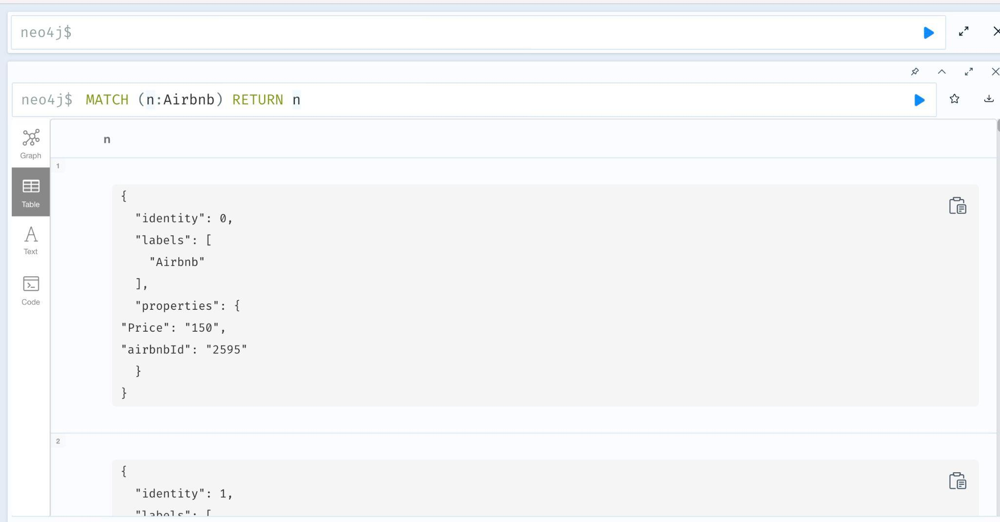 neo4j$
neo4j$ MATCH (n:Airbnb) RETURN n
Graph
Table
Text
Code
n
1
{
  "identity": 0,
  "labels": [
    "Airbnb"
  ],
  "properties": {
"Price": "150",
"airbnbId": "2595"
  }
}
2
{
  "identity": 1,
  "labels": [